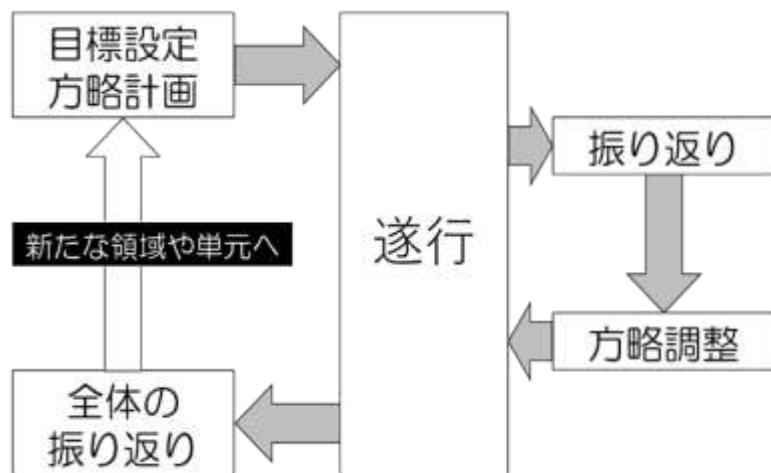 目標設定
方略計画
遂行
振り返り
方略調整
新たな領域や単元へ
全体の
振り返り